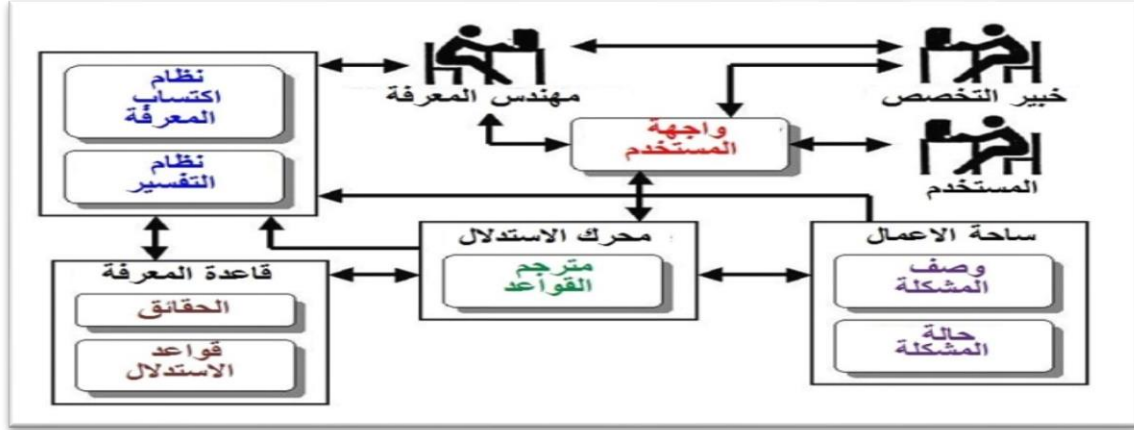 نظام
اكتساب
المعرفة
نظام
التفسير
مهندس المعرفة
خبير التخصص
واجهة
المستخدم
المستخدم
محرك الاستدلال
مترجم
القواعد
ساحة الاعمال
وصف
المشكلة
حالة
المشكلة
قاعدة المعرفة
الحقائق
قواعد
الاستدلال